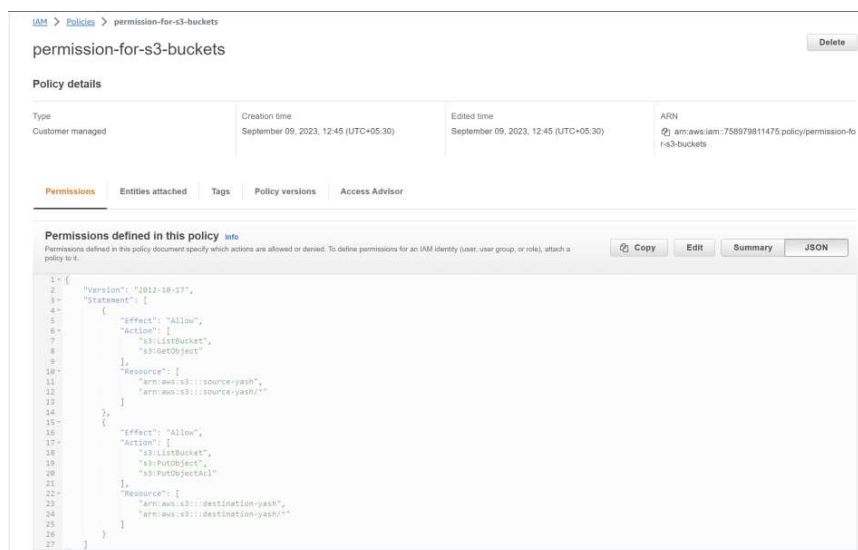 IAM > Policies > permission-for-s3-buckets
permission-for-s3-buckets
Delete
Policy details
Type
Customer managed
Creation time
September 09, 2023, 12:45 (UTC+05:30)
Edited time
September 09, 2023, 12:45 (UTC+05:30)
ARN
arn:aws:iam::758979811475:policy/permission-fo
r-s3-buckets
Permissions Entities attached Tags Policy versions Access Advisor
Permissions defined in this policy Info
Permissions defined in this policy document specify which actions are allowed or denied. To define permissions for an IAM identity (user, user group, or role), attach a
policy to it.
Copy Edit Summary JSON
1 {
2 "Version": "2012-10-17",
3 "Statement": [
4 {
5 "Effect": "Allow",
6 "Action": [
7 "s3:ListBucket",
8 "s3:GetObject"
9 ],
10 "Resource": [
11 "arn:aws:s3:::source-yash",
12 "arn:aws:s3:::source-yash/*"
13 ]
14 },
15 {
16 "Effect": "Allow",
17 "Action": [
18 "s3:ListBucket",
19 "s3:PutObject",
20 "s3:PutObjectAcl"
21 ],
22 "Resource": [
23 "arn:aws:s3:::destination-yash",
24 "arn:aws:s3:::destination-yash/*"
25 ]
26 }
27 ]